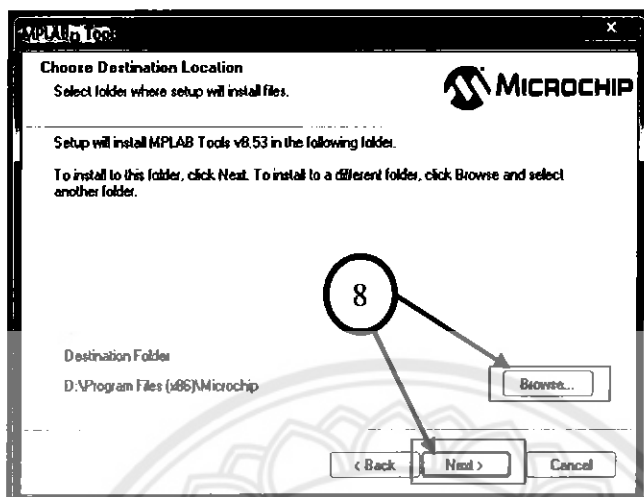 MPLAB Tools
Choose Destination Location
Select folder where setup will install files.
MICROCHIP
Setup will install MPLAB Tools v8.53 in the following folder.
To install to this folder, click Next. To install to a different folder, click Browse and select
another folder.
8
Destination Folder
D:\Program Files (x86)\Microchip
Browse...
< Back
Next >
Cancel